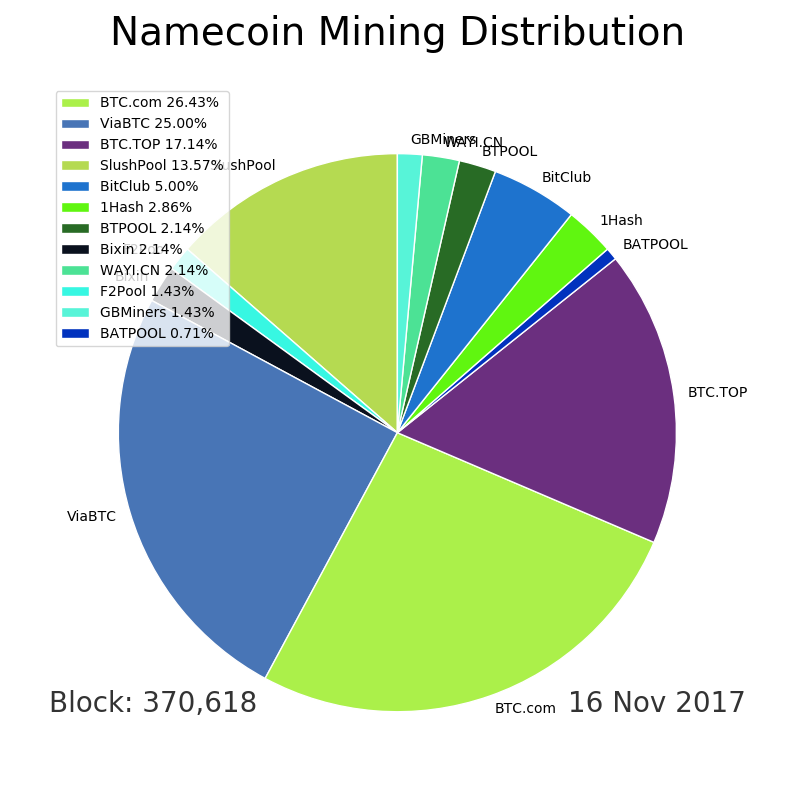 Namecoin Mining Distribution
BTC.com 26.43%
ViaBTC 25.00%
BTC.TOP 17.14%
SlushPool 13.57%
BitClub 5.00%
1Hash 2.86%
BTPOOL 2.14%
Bixin 2.14%
WAYI.CN 2.14%
F2Pool 1.43%
GBMiners 1.43%
BATPOOL 0.71%
GBMiners
WAYI.CN
BTPOOL
BitClub
1Hash
BATPOOL
BTC.TOP
BTC.com
ViaBTC
Bixin
F2Pool
SlushPool
Block: 370,618
16 Nov 2017